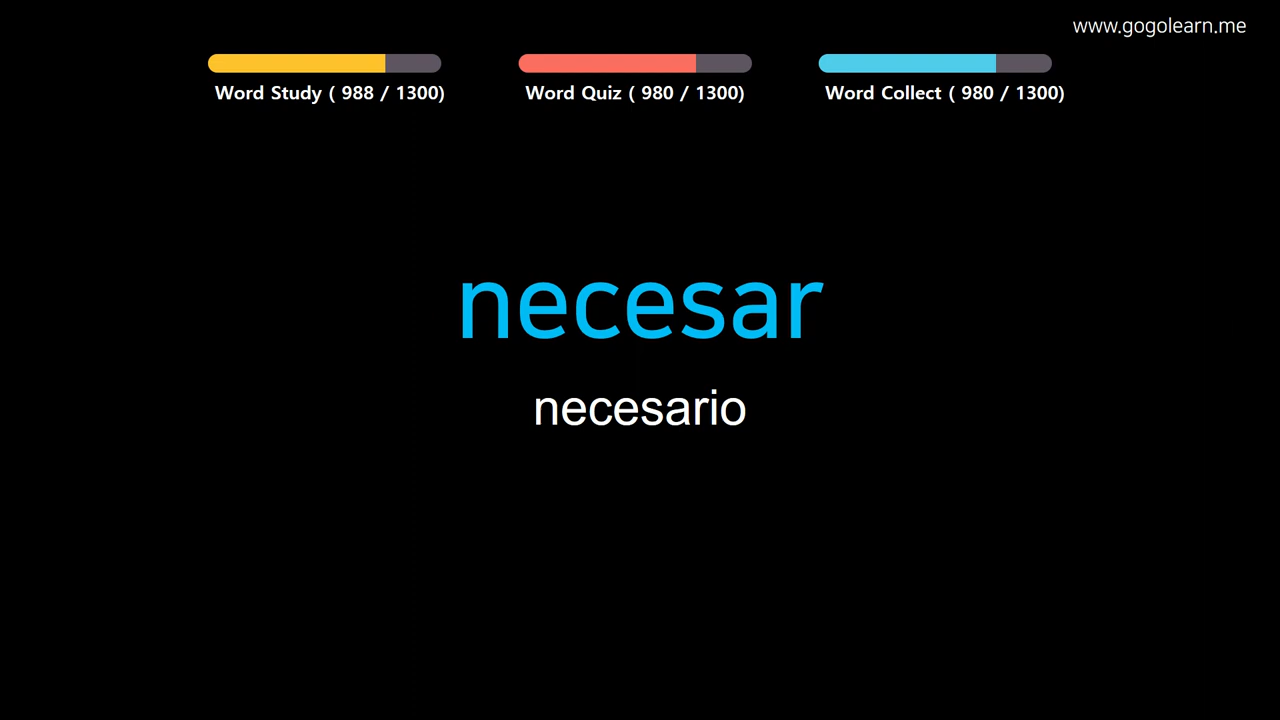 www.gogolearn.me
Word Study ( 988 / 1300)
Word Quiz ( 980 / 1300)
Word Collect ( 980 / 1300)
necesar
necesario